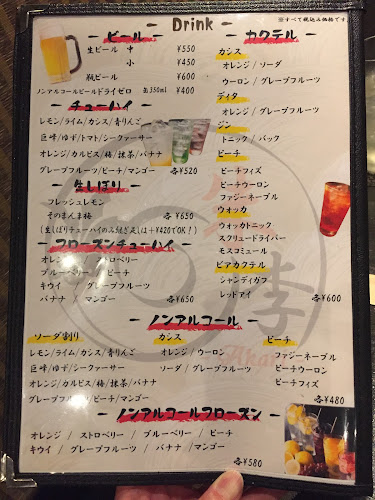 - Drink -
※すべて税込み価格です
- ビール -
生ビール 中 ¥550
小 ¥450
瓶ビール ¥600
ノンアルコールビールドライゼロ 缶350ml ¥400
- チューハイ -
レモン/ライム/カシス/青りんご
巨峰/ゆず/トマト/シークァーサー
オレンジ/カルピス/梅/抹茶/バナナ
グレープフルーツ/ピーチ/マンゴー 各¥520
- 生しぼり -
フレッシュレモン
そのまんま梅 各¥650
(生しぼりチューハイのみ焼ぎ足しは+¥420でOK!)
- フローズンチューハイ -
オレンジ / ストロベリー
ブルーベリー / ピーチ
キウイ / グレープフルーツ
バナナ / マンゴー 各¥650
- カクテル -
カシス
オレンジ / ソーダ
ウーロン / グレープフルーツ
ディタ
オレンジ / グレープフルーツ
ジン
トニック / バック
ピーチ
ピーチフィズ
ピーチウーロン
ファジーネーブル
ウォッカ
ウォッカトニック
スクリュードライバー
モスコミュール
ビアカクテル
シャンディガフ
レッドアイ 各¥600
- ノンアルコール -
ソーダ割り
レモン/ライム/カシス/青りんご
巨峰/ゆず/シークァーサー
オレンジ/カルピス/梅/抹茶/バナナ
グレープフルーツ/ピーチ/マンゴー
カシス
オレンジ / ウーロン
ソーダ / グレープフルーツ
ピーチ
ファジーネーブル
ピーチウーロン
ピーチフィズ
各¥480
- ノンアルコールフローズン -
オレンジ / ストロベリー / ブルーベリー / ピーチ
キウイ / グレープフルーツ / バナナ /マンゴー
各¥580